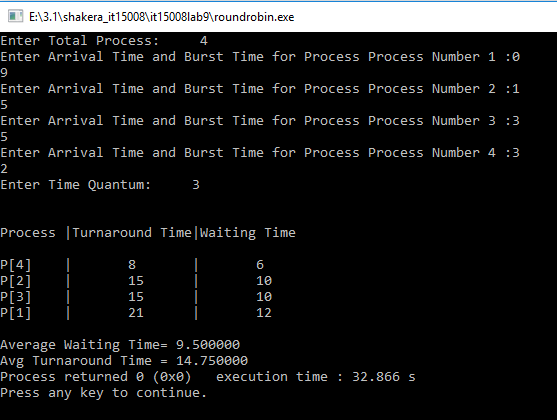 E:\3.1\shakera_it15008\it15008lab9\roundrobin.exe
Enter Total Process:     4
Enter Arrival Time and Burst Time for Process Process Number 1 :0
9
Enter Arrival Time and Burst Time for Process Process Number 2 :1
5
Enter Arrival Time and Burst Time for Process Process Number 3 :3
5
Enter Arrival Time and Burst Time for Process Process Number 4 :3
2
Enter Time Quantum:     3
Process |Turnaround Time|Waiting Time
P[4]    |       8       |       6
P[2]    |       15      |       10
P[3]    |       15      |       10
P[1]    |       21      |       12
Average Waiting Time= 9.500000
Avg Turnaround Time = 14.750000
Process returned 0 (0x0)   execution time : 32.866 s
Press any key to continue.